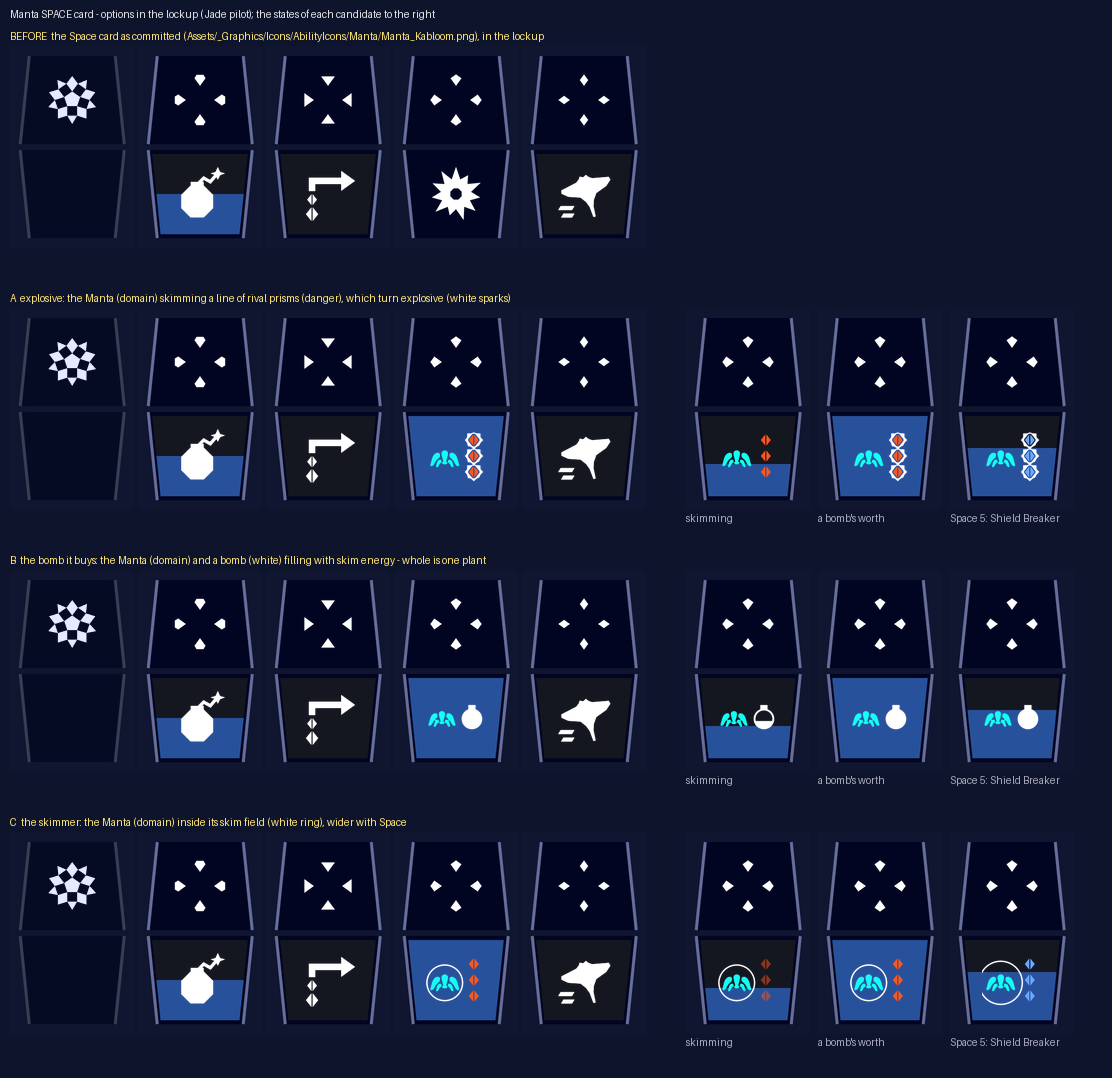 Manta SPACE card - options in the lockup (Jade pilot); the states of each candidate to the right
BEFORE the Space card as committed (Assets/_Graphics/Icons/AbilityIcons/Manta/Manta_Kabloom.png), in the lockup
A explosive: the Manta (domain) skimming a line of rival prisms (danger), which turn explosive (white sparks)
skimming
a bomb's worth
Space 5: Shield Breaker
B the bomb it buys: the Manta (domain) and a bomb (white) filling with skim energy - whole is one plant
skimming
a bomb's worth
Space 5: Shield Breaker
C the skimmer: the Manta (domain) inside its skim field (white ring), wider with Space
skimming
a bomb's worth
Space 5: Shield Breaker